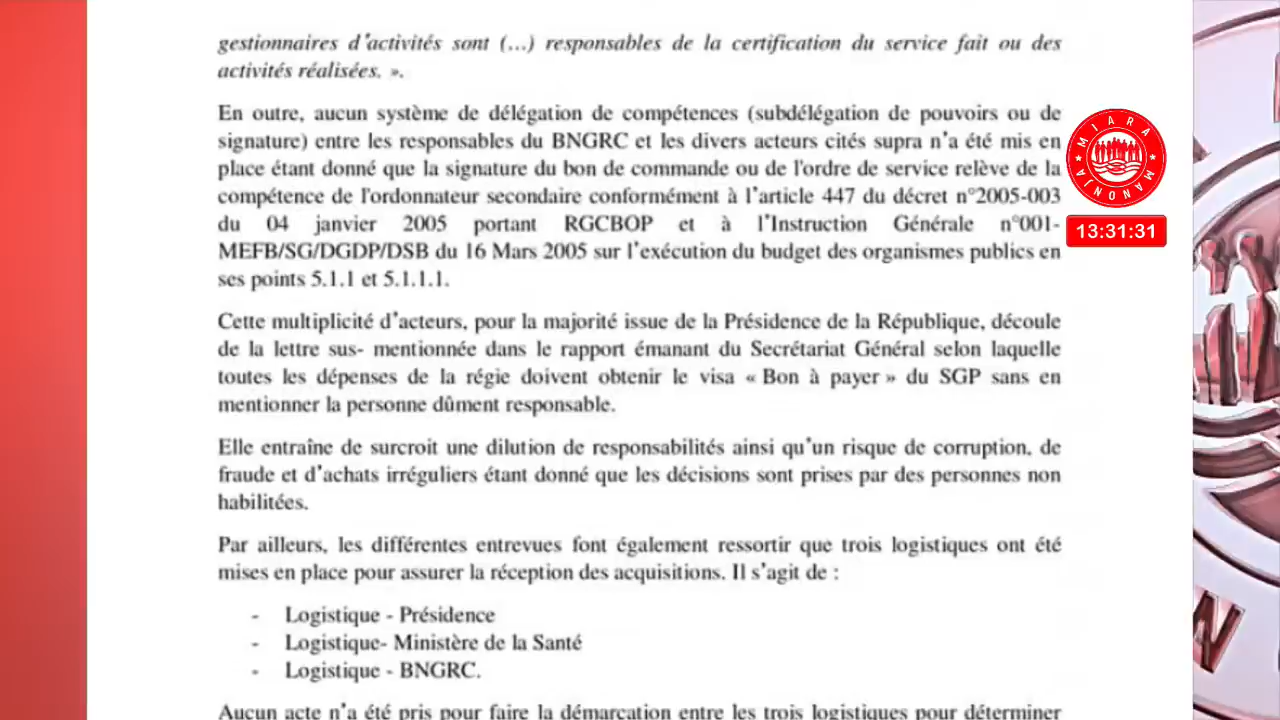 gestionnaires d'activités sont (...) responsables de la certification du service fait ou des
activités réalisées. ».
En outre, aucun système de délégation de compétences (subdélégation de pouvoirs ou de
signature) entre les responsables du BNGRC et les divers acteurs cités supra n'a été mis en
place étant donné que la signature du bon de commande ou de l'ordre de service relève de la
compétence de l'ordonnateur secondaire conformément à l'article 447 du décret n°2005-003
du 04 janvier 2005 portant RGCBOP et à l'Instruction Générale n°001-
MEFB/SG/DGDP/DSB du 16 Mars 2005 sur l'exécution du budget des organismes publics en
ses points 5.1.1 et 5.1.1.1.
Cette multiplicité d'acteurs, pour la majorité issue de la Présidence de la République, découle
de la lettre sus- mentionnée dans le rapport émanant du Secrétariat Général selon laquelle
toutes les dépenses de la régie doivent obtenir le visa « Bon à payer » du SGP sans en
mentionner la personne dûment responsable.
Elle entraîne de surcroit une dilution de responsabilités ainsi qu'un risque de corruption, de
fraude et d'achats irréguliers étant donné que les décisions sont prises par des personnes non
habilitées.
Par ailleurs, les différentes entrevues font également ressortir que trois logistiques ont été
mises en place pour assurer la réception des acquisitions. Il s'agit de :
- Logistique - Présidence
- Logistique- Ministère de la Santé
- Logistique - BNGRC.
Aucun acte n'a été pris pour faire la démarcation entre les trois logistiques pour déterminer
MIARA
MANONJA
13:31:31
W